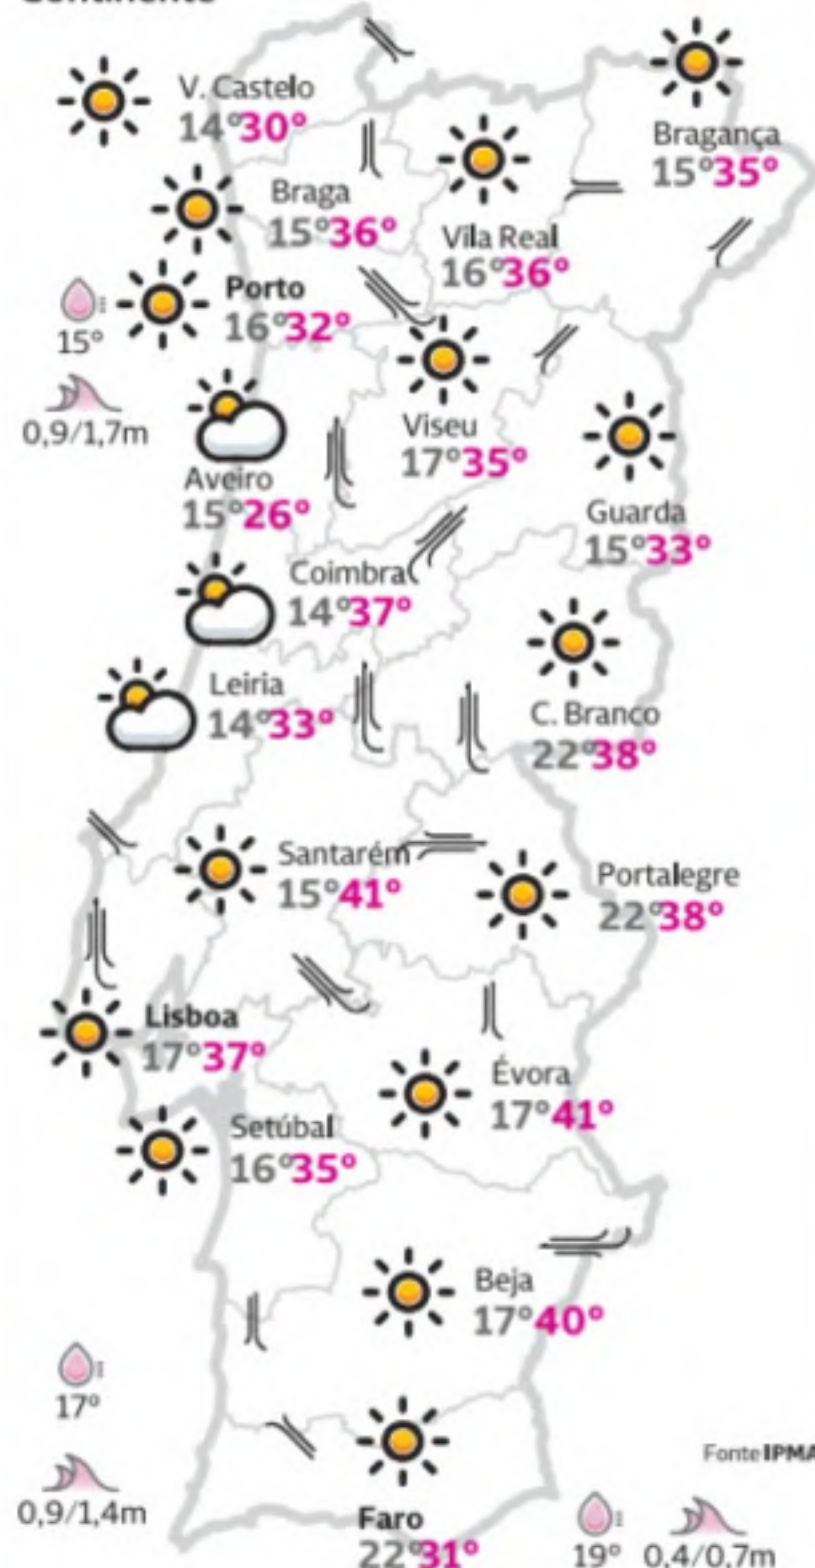 Continente
V. Castelo
14°30°
Bragança
15°35°
Braga
15°36°
Vila Real
16°36°
Porto
16°32°
15°
0,9/1,7m
Viseu
17°35°
Aveiro
15°26°
Guarda
15°33°
Coimbra
14°37°
Leiria
14°33°
C. Branco
22°38°
Santarém
15°41°
Portalegre
22°38°
Lisboa
17°37°
Évora
17°41°
Setúbal
16°35°
Beja
17°40°
17°
0,9/1,4m
Fonte IPMA
Faro
22°31°
19° 0,4/0,7m